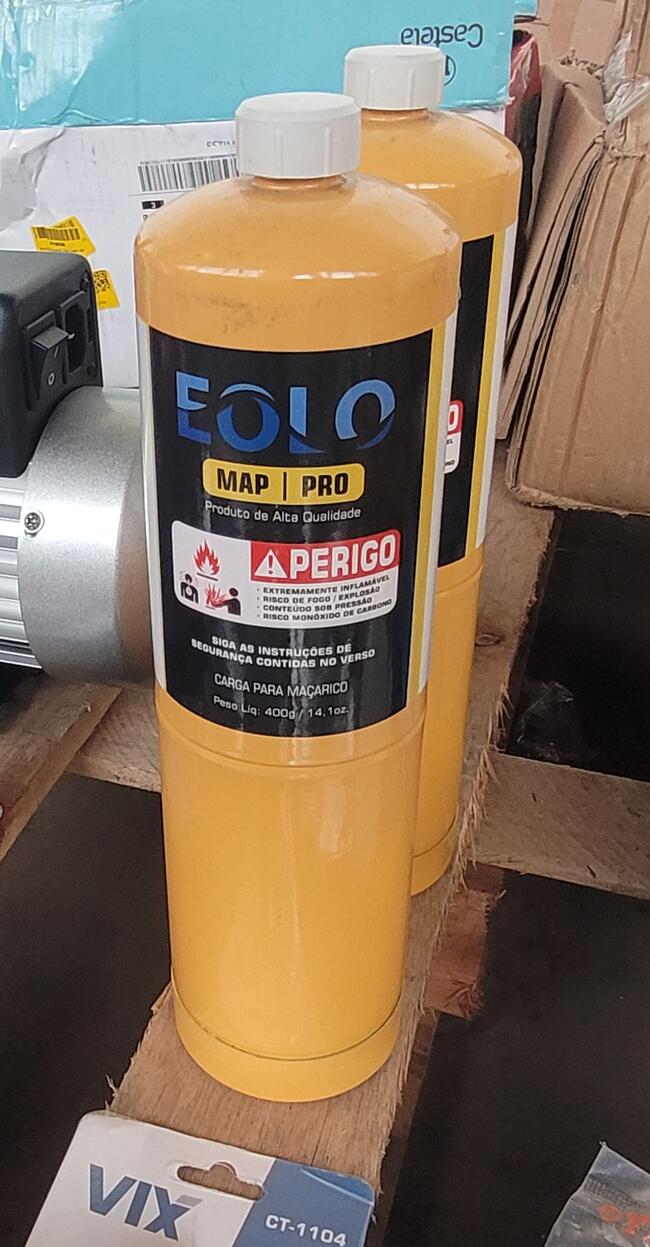 Castela
EOLO
MAP | PRO
Produto de Alta Qualidade
PERIGO
· EXTREMAMENTE INFLAMÁVEL
· RISCO DE FOGO / EXPLOSÃO
· CONTEÚDO SOB PRESSÃO
· RISCO MONÓXIDO DE CARBONO
SIGA AS INSTRUÇÕES DE
SEGURANÇA CONTIDAS NO VERSO
CARGA PARA MAÇARICO
Peso Líq: 400g / 14,1oz.
VIX
CT-1104